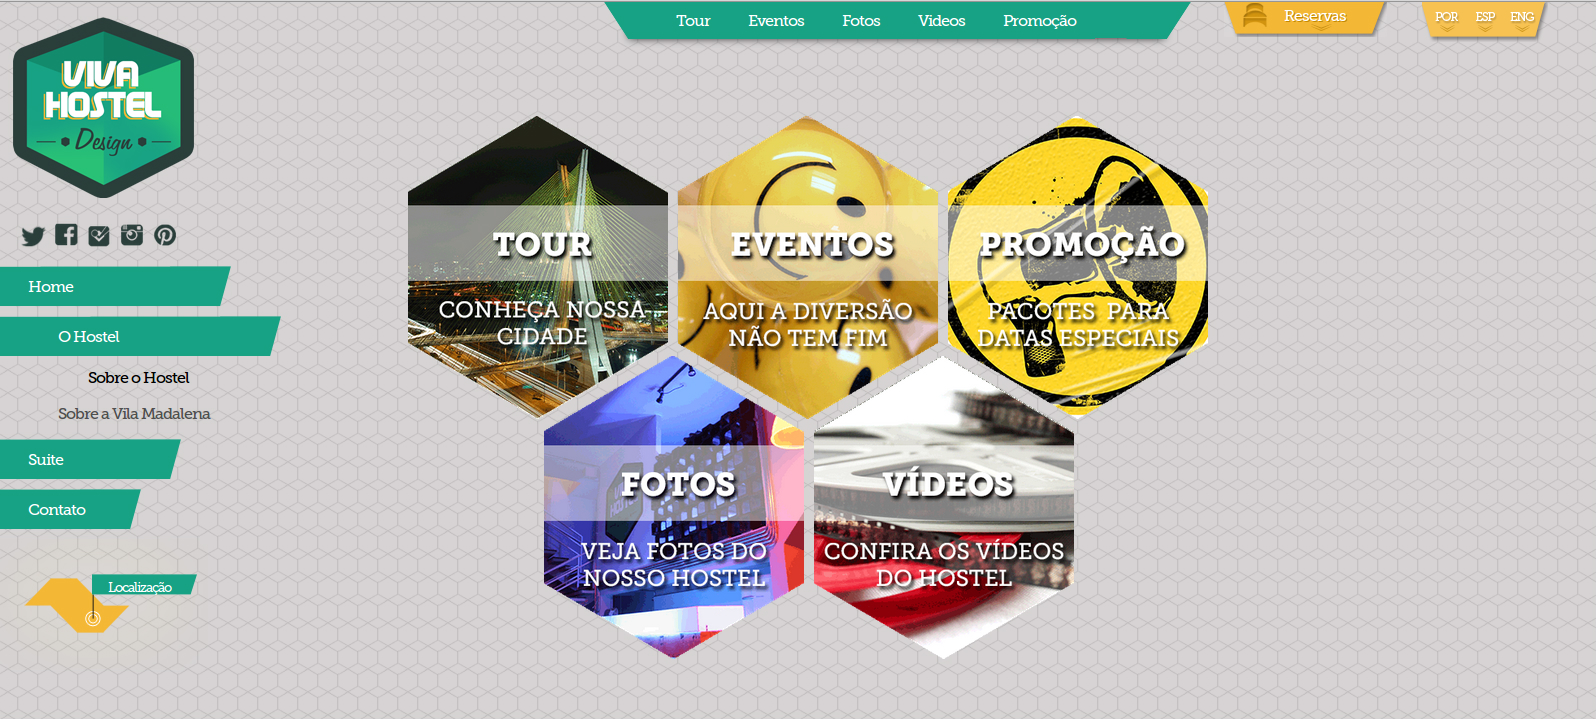 Tour Eventos Fotos Videos Promoção
Reservas
POR ESP ENG
VIVA
HOSTEL
Design
Home
O Hostel
Sobre o Hostel
Sobre a Vila Madalena
Suite
Contato
Localização
TOUR
CONHEÇA NOSSA
CIDADE
EVENTOS
AQUI A DIVERSÃO
NÃO TEM FIM
PROMOÇÃO
PACOTES PARA
DATAS ESPECIAIS
FOTOS
VEJA FOTOS DO
NOSSO HOSTEL
VÍDEOS
CONFIRA OS VÍDEOS
DO HOSTEL